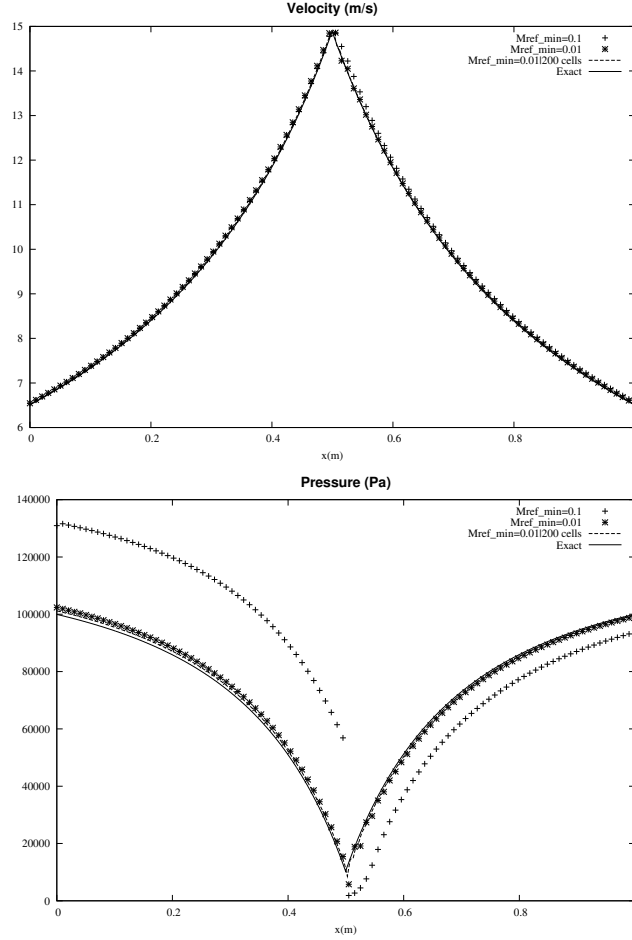 Velocity (m/s)
15
14
13
12
11
10
9
8
7
6
0
0.2
0.4
0.6
0.8
x(m)
Mref_min=0.1
Mref_min=0.01
Mref_min=0.01|200 cells
Exact
Pressure (Pa)
140000
120000
100000
80000
60000
40000
20000
0
0
0.2
0.4
0.6
0.8
x(m)
Mref_min=0.1
Mref_min=0.01
Mref_min=0.01|200 cells
Exact